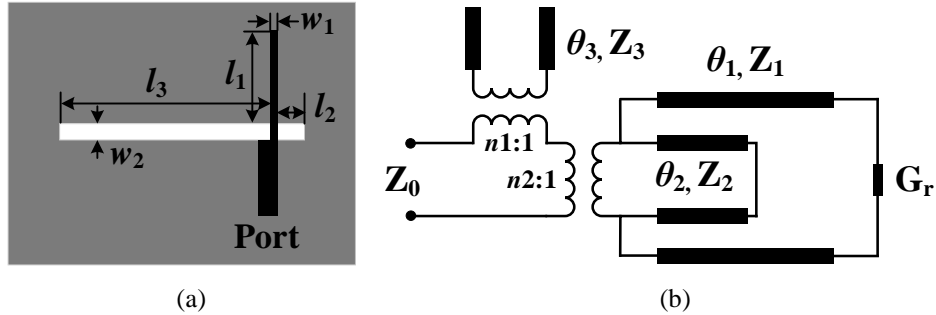 w1
l1
l3
l2
w2
Port
(a)
θ3, Z3
θ1, Z1
n1:1
Z0
n2:1
θ2, Z2
Gr
(b)